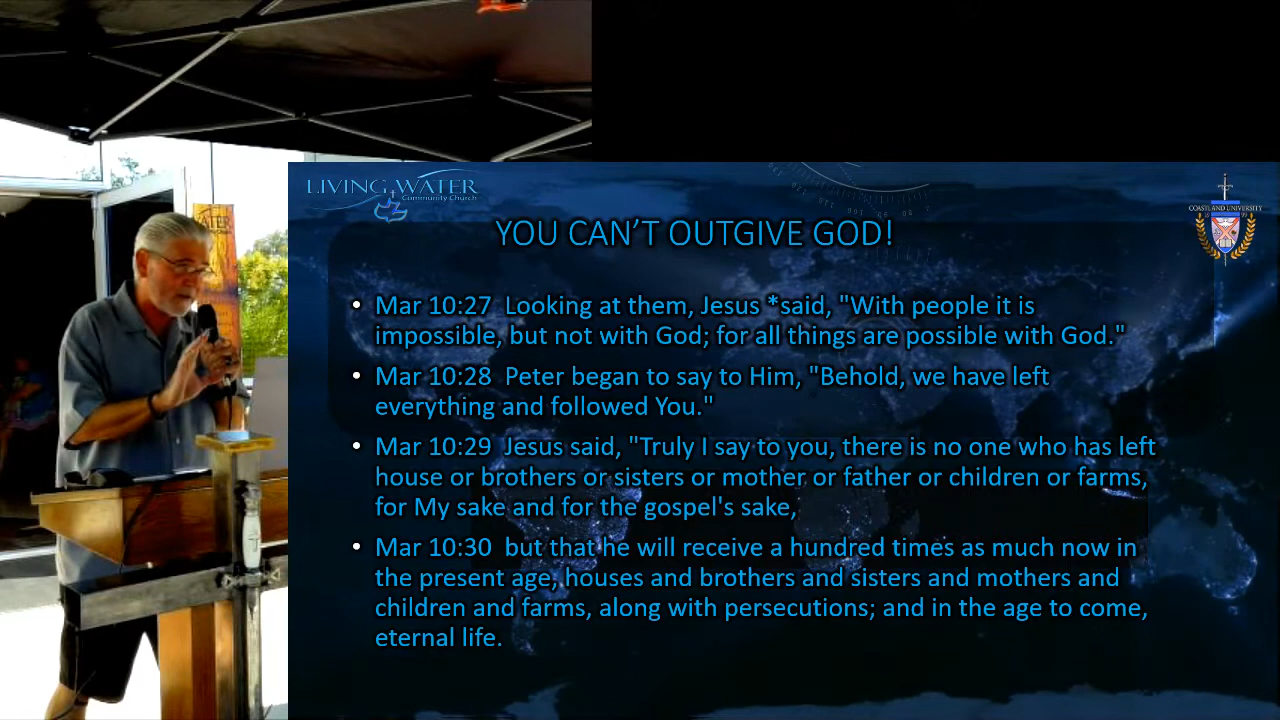 LIVING WATER
Community Church
COASTLAND UNIVERSITY
YOU CAN’T OUTGIVE GOD!
• Mar 10:27  Looking at them, Jesus *said, "With people it is
impossible, but not with God; for all things are possible with God."
• Mar 10:28  Peter began to say to Him, "Behold, we have left
everything and followed You."
• Mar 10:29  Jesus said, "Truly I say to you, there is no one who has left
house or brothers or sisters or mother or father or children or farms,
for My sake and for the gospel's sake,
• Mar 10:30  but that he will receive a hundred times as much now in
the present age, houses and brothers and sisters and mothers and
children and farms, along with persecutions; and in the age to come,
eternal life.